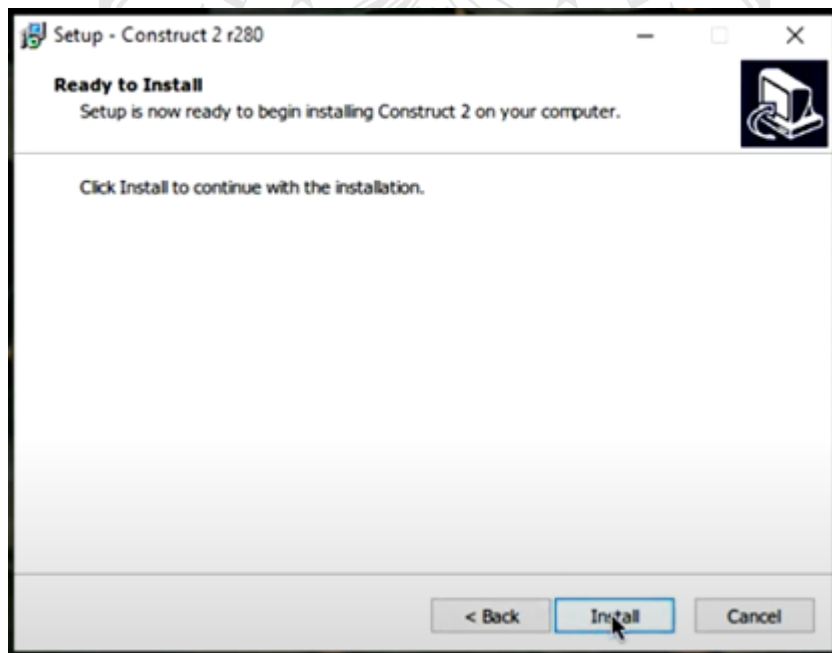 Setup - Construct 2 r280
Ready to Install
Setup is now ready to begin installing Construct 2 on your computer.
Click Install to continue with the installation.
< Back
Install
Cancel